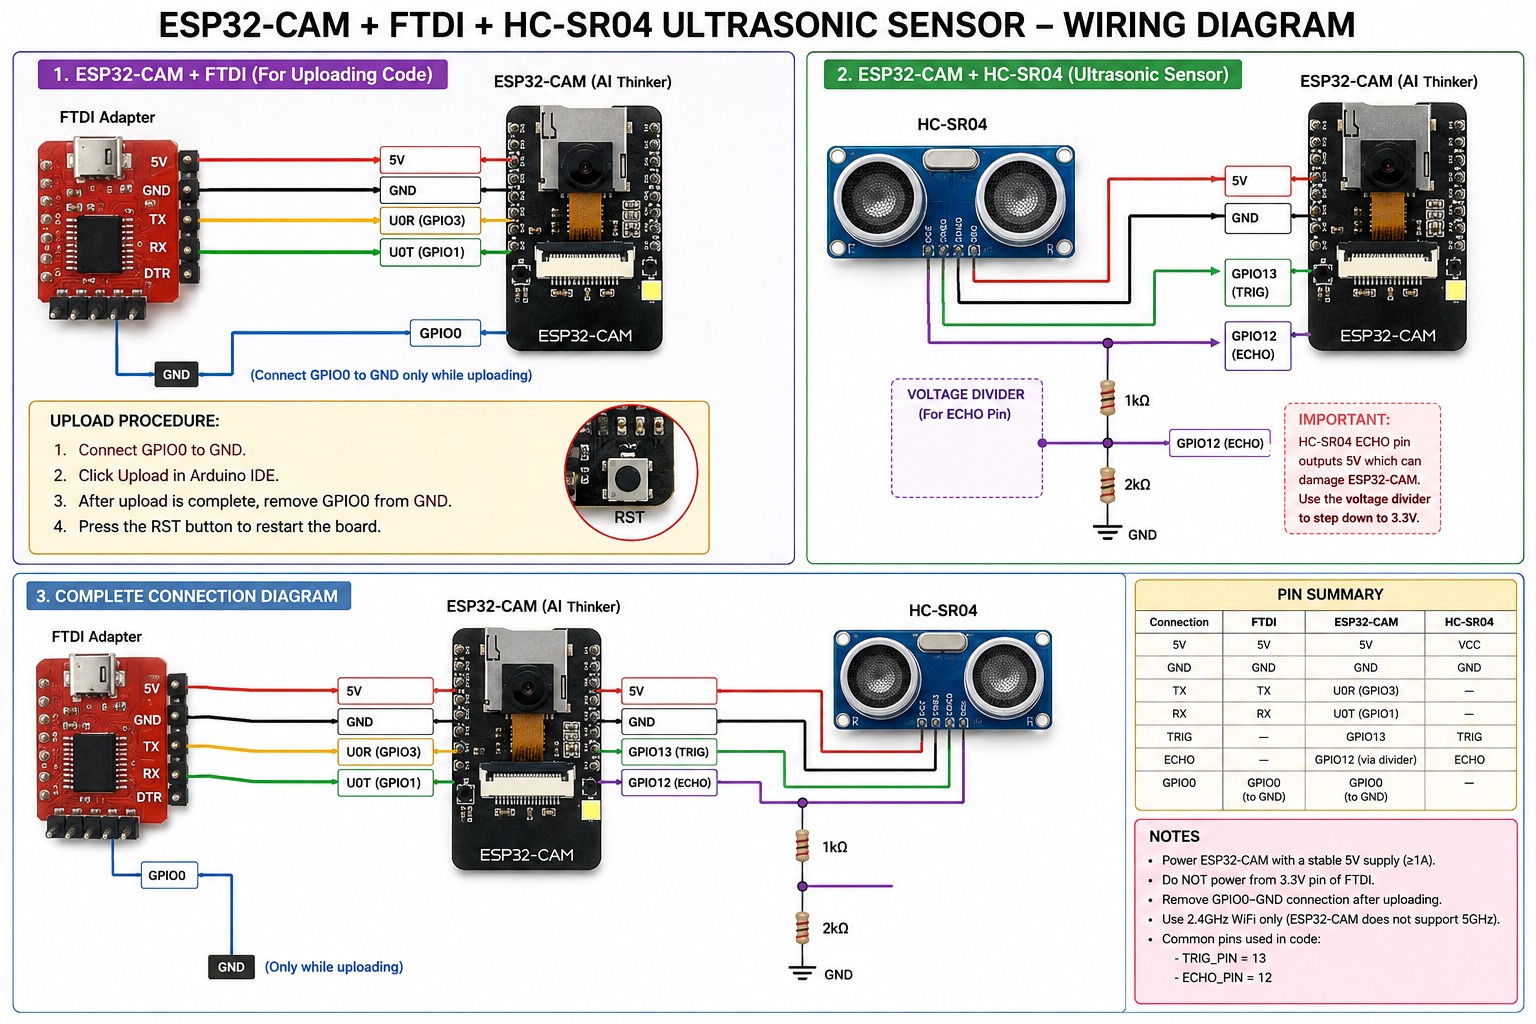 ESP32-CAM + FTDI + HC-SR04 ULTRASONIC SENSOR – WIRING DIAGRAM
1. ESP32-CAM + FTDI (For Uploading Code)
ESP32-CAM (AI Thinker)
FTDI Adapter
5V
GND
TX
RX
DTR
5V
GND
U0R (GPIO3)
U0T (GPIO1)
GPIO0
ESP32-CAM
GND
(Connect GPIO0 to GND only while uploading)
UPLOAD PROCEDURE:
1. Connect GPIO0 to GND.
2. Click Upload in Arduino IDE.
3. After upload is complete, remove GPIO0 from GND.
4. Press the RST button to restart the board.
RST
2. ESP32-CAM + HC-SR04 (Ultrasonic Sensor)
ESP32-CAM (AI Thinker)
HC-SR04
R
5V
GND
GPIO13
(TRIG)
GPIO12
(ECHO)
ESP32-CAM
VOLTAGE DIVIDER
(For ECHO Pin)
1kΩ
GPIO12 (ECHO)
2kΩ
GND
IMPORTANT:
HC-SR04 ECHO pin
outputs 5V which can
damage ESP32-CAM.
Use the voltage divider
to step down to 3.3V.
3. COMPLETE CONNECTION DIAGRAM
ESP32-CAM (AI Thinker)
HC-SR04
FTDI Adapter
5V
GND
TX
RX
DTR
5V
GND
U0R (GPIO3)
U0T (GPIO1)
ESP32-CAM
5V
GND
GPIO13 (TRIG)
GPIO12 (ECHO)
R
R
GPIO0
GND
(Only while uploading)
1kΩ
2kΩ
GND
PIN SUMMARY
Connection FTDI ESP32-CAM HC-SR04
5V 5V 5V VCC
GND GND GND GND
TX TX U0R (GPIO3) —
RX RX U0T (GPIO1) —
TRIG — GPIO13 TRIG
ECHO — GPIO12 (via divider) ECHO
GPIO0 GPIO0 GPIO0 —
(to GND) (to GND)
NOTES
• Power ESP32-CAM with a stable 5V supply (≥1A).
• Do NOT power from 3.3V pin of FTDI.
• Remove GPIO0–GND connection after uploading.
• Use 2.4GHz WiFi only (ESP32-CAM does not support 5GHz).
• Common pins used in code:
- TRIG_PIN = 13
- ECHO_PIN = 12